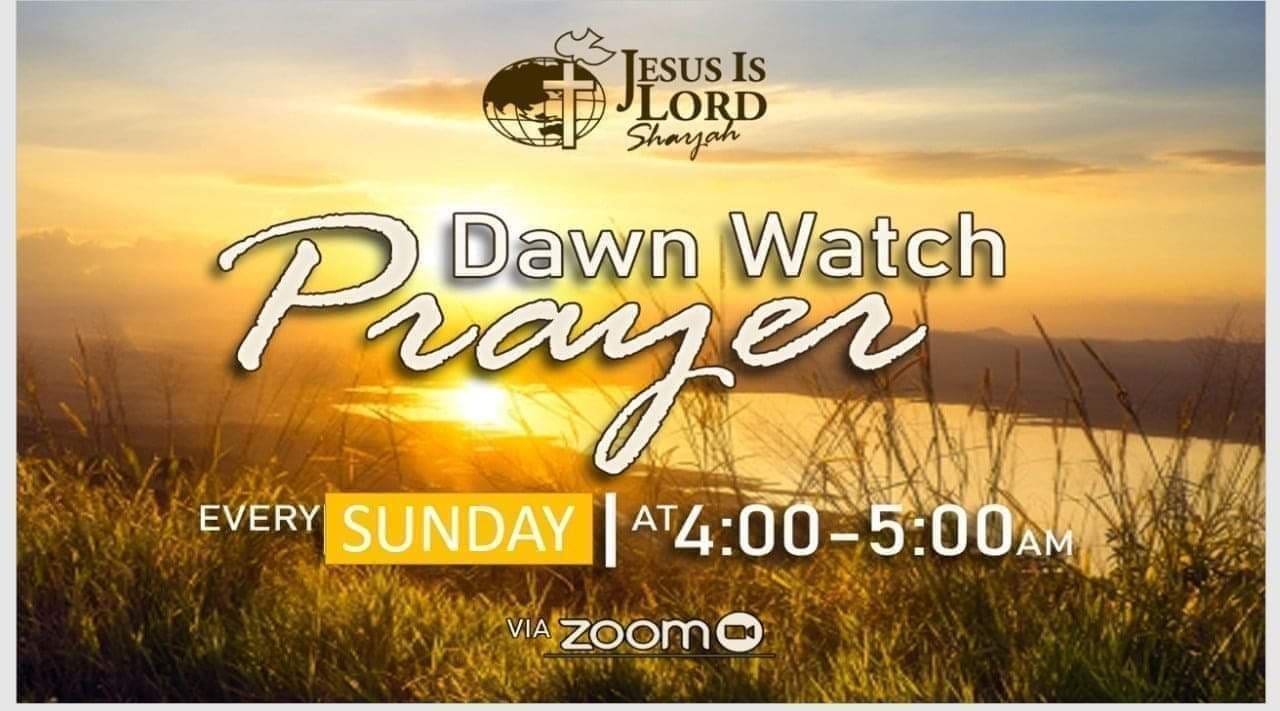 JESUS IS
LORD
Shayah
Dawn Watch
Prayer
EVERY SUNDAY | AT 4:00-5:00AM
VIA zoom